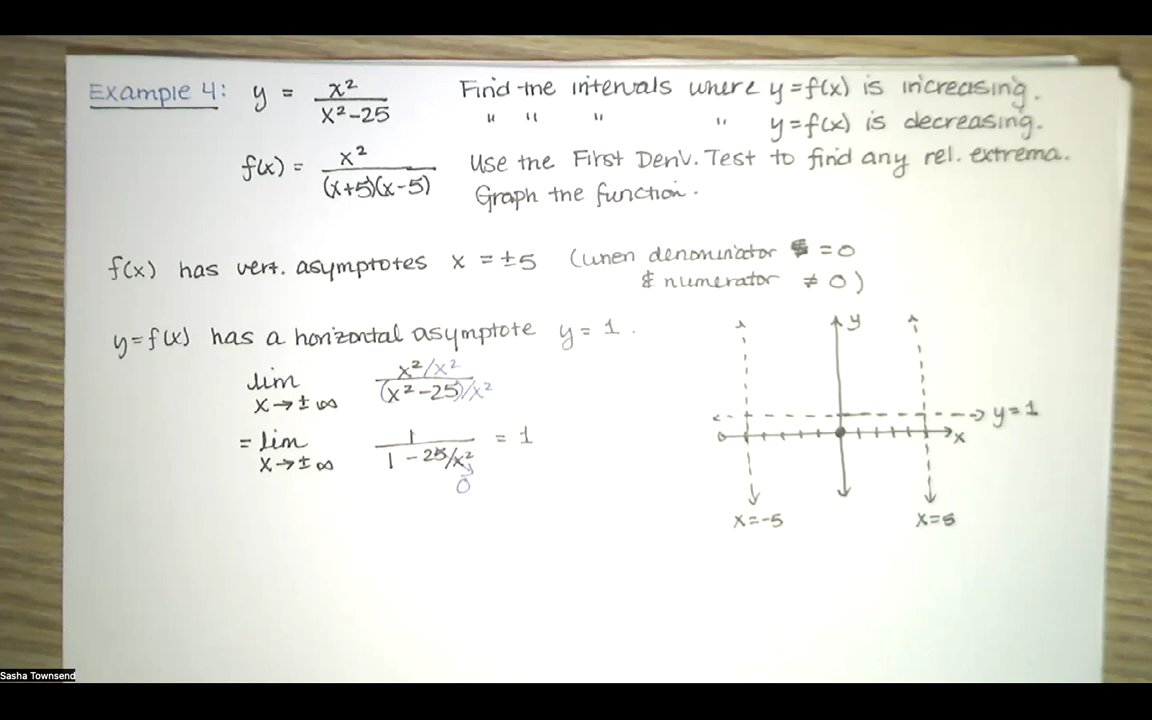 Example 4: y = x²/(x²-25) Find the intervals where y=f(x) is increasing.
" " " " y=f(x) is decreasing.
f(x) = x²/((x+5)(x-5)) Use the First Deriv. Test to find any rel. extrema.
Graph the function.
f(x) has vert. asymptotes x = ±5 (when denominator = 0
& numerator ≠ 0)
y=f(x) has a horizontal asymptote y = 1.
lim x→±∞ (x²/x²)/((x²-25)/x²)
= lim x→±∞ 1/(1 - 25/x²) = 1
0
y
y=1
x
x=-5 x=5
Sasha Townsend